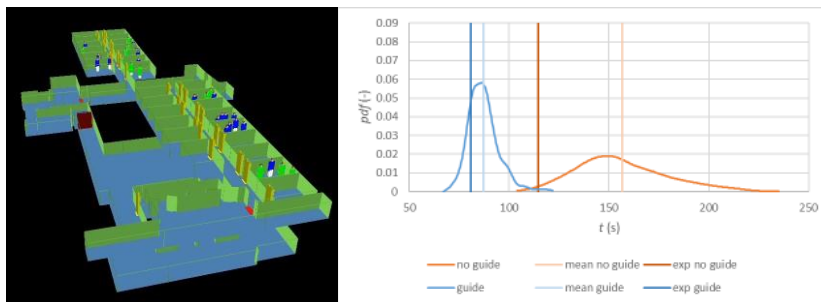 0.09
0.08
0.07
0.06
0.05
0.04
0.03
0.02
0.01
0
pdf (-)
50 100 150 200 250
t (s)
no guide mean no guide exp no guide
guide mean guide exp guide